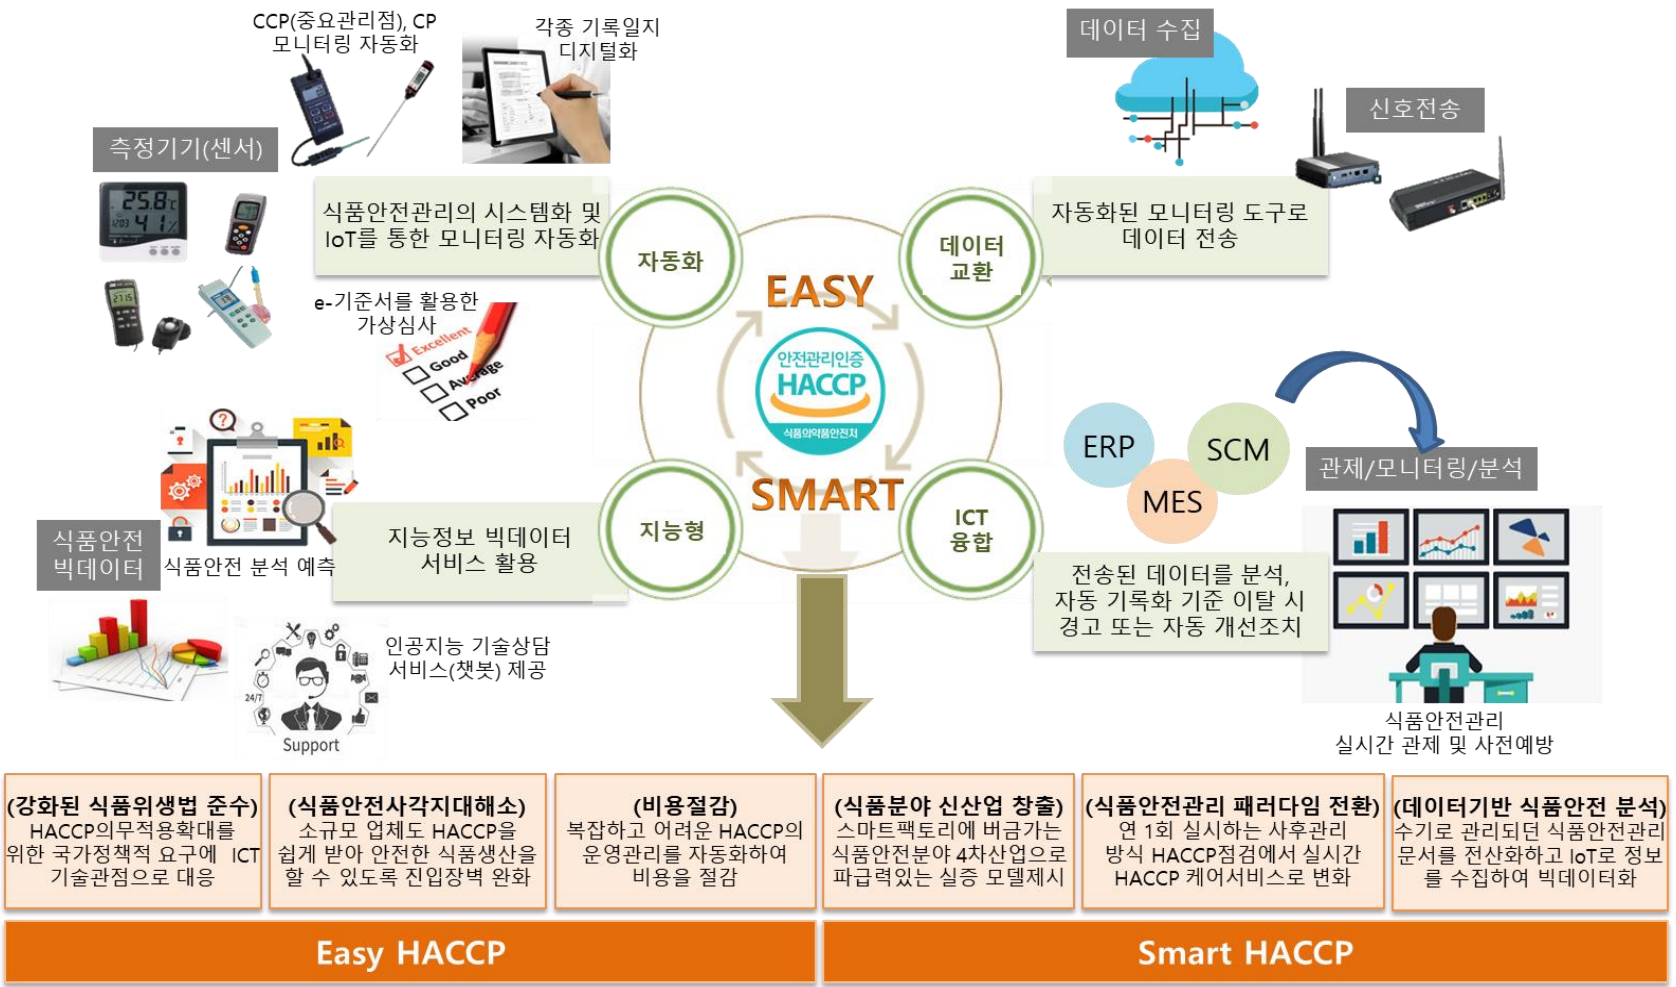 CCP(중요관리점), CP
모니터링 자동화
각종 기록일지
디지털화
측정기기(센서)
25.8
41%
2715
식품안전관리의 시스템화 및
IoT를 통한 모니터링 자동화
자동화
e-기준서를 활용한
가상심사
Excellent
Good
Average
Poor
데이터 수집
신호전송
데이터
교환
자동화된 모니터링 도구로
데이터 전송
EASY
안전관리인증
HACCP
식품의약품안전처
SMART
지능형
지능정보 빅데이터
서비스 활용
식품안전
빅데이터
식품안전 분석 예측
24/7
Support
인공지능 기술상담
서비스(챗봇) 제공
ICT
융합
ERP
MES
SCM
관제/모니터링/분석
전송된 데이터를 분석,
자동 기록화 기준 이탈 시
경고 또는 자동 개선조치
식품안전관리
실시간 관제 및 사전예방
(강화된 식품위생법 준수)
HACCP의무적용확대를
위한 국가정책적 요구에 ICT
기술관점으로 대응
(식품안전사각지대해소)
소규모 업체도 HACCP을
쉽게 받아 안전한 식품생산을
할 수 있도록 진입장벽 완화
(비용절감)
복잡하고 어려운 HACCP의
운영관리를 자동화하여
비용을 절감
(식품분야 신산업 창출)
스마트팩토리에 버금가는
식품안전분야 4차산업으로
파급력있는 실증 모델제시
(식품안전관리 패러다임 전환)
연 1회 실시하는 사후관리
방식 HACCP점검에서 실시간
HACCP 케어서비스로 변화
(데이터기반 식품안전 분석)
수기로 관리되던 식품안전관리
문서를 전산화하고 IoT로 정보
를 수집하여 빅데이터화
Easy HACCP
Smart HACCP